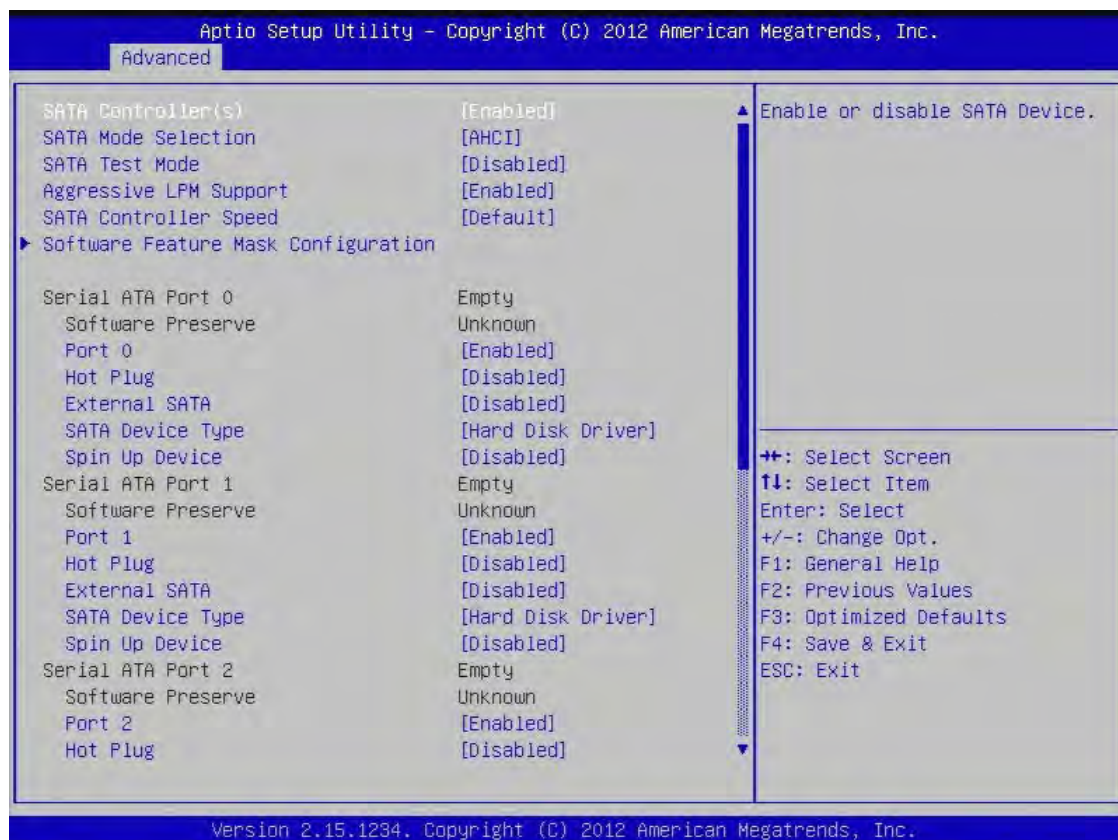 Aptio Setup Utility - Copyright (C) 2012 American Megatrends, Inc.
Advanced
SATA Controller(s) [Enabled]
SATA Mode Selection [AHCI]
SATA Test Mode [Disabled]
Aggressive LPM Support [Enabled]
SATA Controller Speed [Default]
Software Feature Mask Configuration
Serial ATA Port 0 Empty
Software Preserve Unknown
Port 0 [Enabled]
Hot Plug [Disabled]
External SATA [Disabled]
SATA Device Type [Hard Disk Driver]
Spin Up Device [Disabled]
Serial ATA Port 1 Empty
Software Preserve Unknown
Port 1 [Enabled]
Hot Plug [Disabled]
External SATA [Disabled]
SATA Device Type [Hard Disk Driver]
Spin Up Device [Disabled]
Serial ATA Port 2 Empty
Software Preserve Unknown
Port 2 [Enabled]
Hot Plug [Disabled]
Enable or disable SATA Device.
→←: Select Screen
↑↓: Select Item
Enter: Select
+/-: Change Opt.
F1: General Help
F2: Previous Values
F3: Optimized Defaults
F4: Save & Exit
ESC: Exit
Version 2.15.1234. Copyright (C) 2012 American Megatrends, Inc.